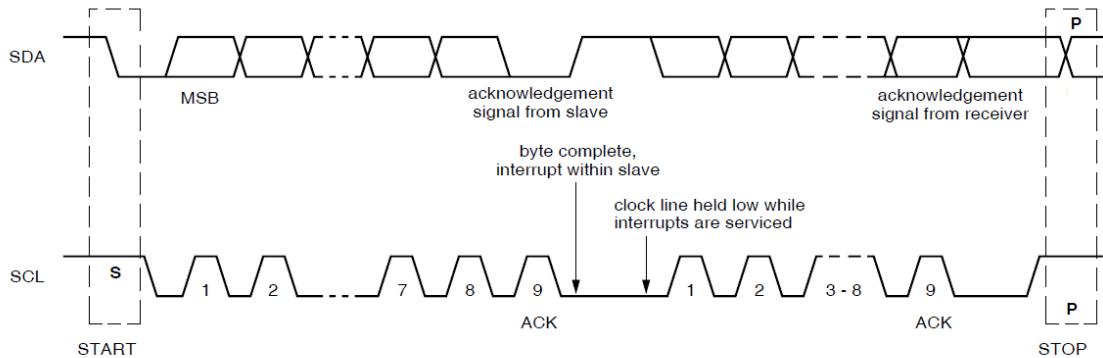 P
SDA
MSB
acknowledgement
signal from slave
acknowledgement
signal from receiver
byte complete,
interrupt within slave
clock line held low while
interrupts are serviced
SCL
S
1
2
7
8
9
1
2
3 - 8
9
P
ACK
ACK
START
STOP